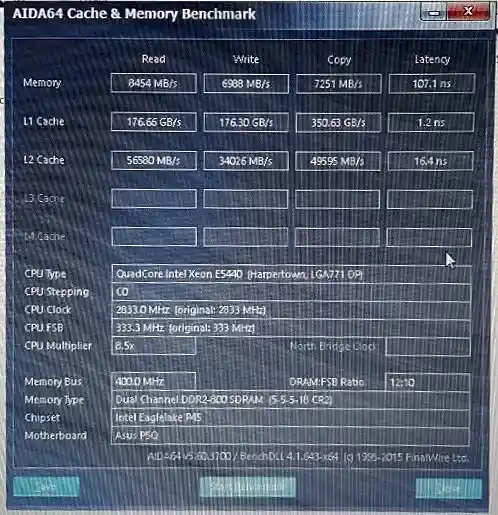 AIDA64 Cache & Memory Benchmark
Read Write Copy Latency
Memory 8454 MB/s 6988 MB/s 7251 MB/s 107.1 ns
L1 Cache 176.66 GB/s 176.30 GB/s 350.63 GB/s 1.2 ns
L2 Cache 56580 MB/s 34026 MB/s 49595 MB/s 16.4 ns
L3 Cache
L4 Cache
CPU Type QuadCore Intel Xeon E5440 (Harpertown, LGA771 DP)
CPU Stepping C0
CPU Clock 2833.0 MHz (original: 2833 MHz)
CPU FSB 333.3 MHz (original: 333 MHz)
CPU Multiplier 8.5x North Bridge Clock
Memory Bus 400.0 MHz DRAM:FSB Ratio 12:10
Memory Type Dual Channel DDR2-800 SDRAM (5-5-5-18 CR2)
Chipset Intel Eaglelake P45
Motherboard Asus P5Q
AIDA64 v5.60.3700 / BenchDLL 4.1.643-x64 (c) 1995-2015 FinalWire Ltd.
Save Start Benchmark Close